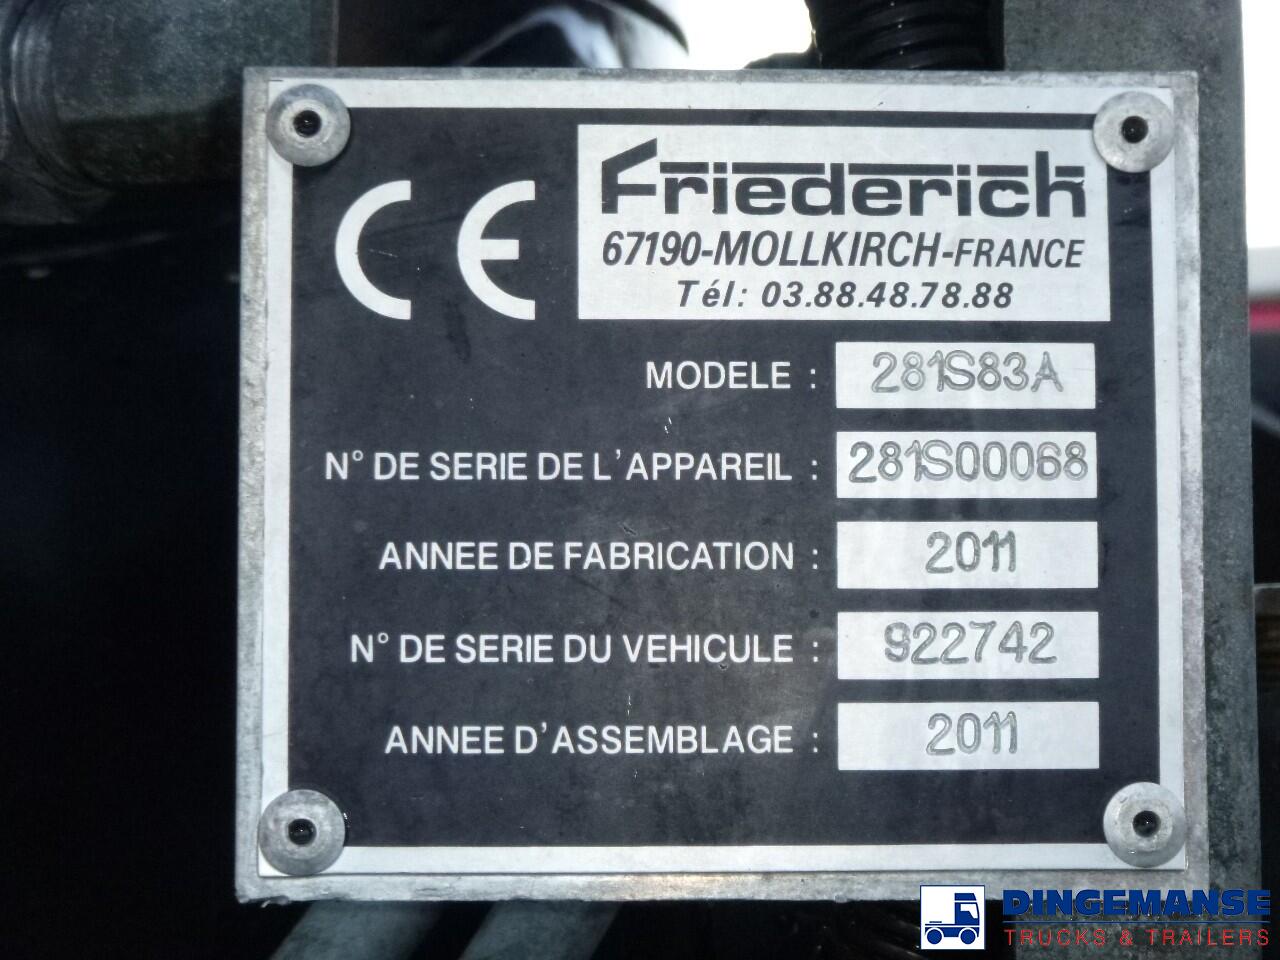 CE
Friederich
67190-MOLLKIRCH-FRANCE
Tél: 03.88.48.78.88
MODELE : 281S83A
N° DE SERIE DE L'APPAREIL : 281S00068
ANNEE DE FABRICATION : 2011
N° DE SERIE DU VEHICULE : 922742
ANNEE D'ASSEMBLAGE : 2011
DINGEMANSE
TRUCKS & TRAILERS